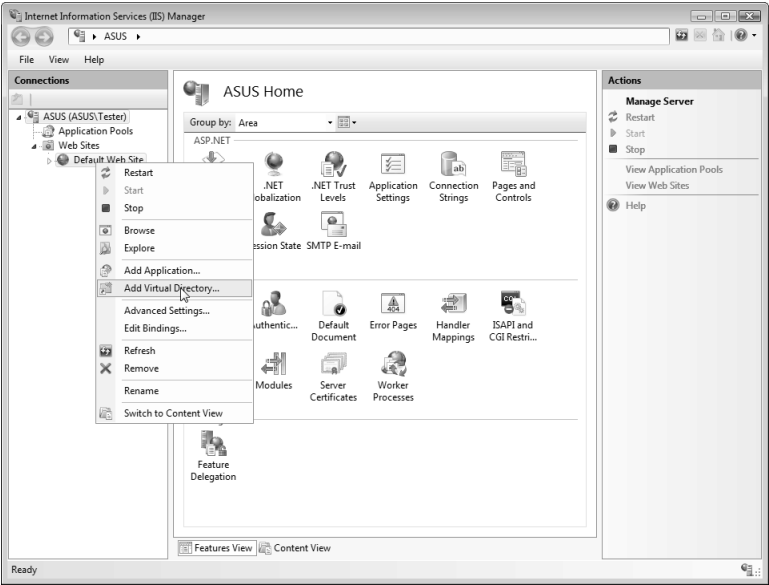 Internet Information Services (IIS) Manager
ASUS
File View Help
Connections
ASUS (ASUS\Tester)
Application Pools
Web Sites
Default Web Site
Restart
Start
Stop
Browse
Explore
Add Application...
Add Virtual Directory...
Advanced Settings...
Edit Bindings...
Refresh
Remove
Rename
Switch to Content View
ASUS Home
Group by: Area
ASP.NET
.NET
obalization
.NET Trust
Levels
Application
Settings
Connection
Strings
Pages and
Controls
ession State
SMTP E-mail
uthentic...
Default
Document
Error Pages
404
Handler
Mappings
ISAPI and
CGI Restri...
Modules
Server
Certificates
Worker
Processes
Feature
Delegation
Features View
Content View
Actions
Manage Server
Restart
Start
Stop
View Application Pools
View Web Sites
Help
Ready